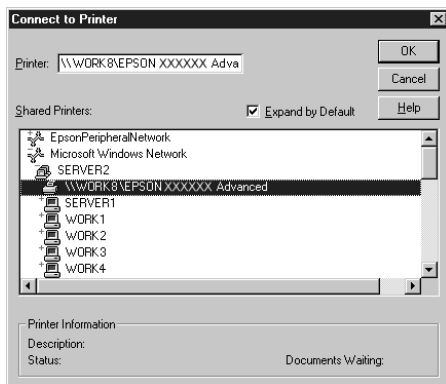 Connect to Printer
Printer: \\WORK8\EPSON XXXXXX Adva
OK
Cancel
Help
Shared Printers:
Expand by Default
EpsonPeripheralNetwork
Microsoft Windows Network
SERVER2
\\WORK8\EPSON XXXXXX Advanced
SERVER1
WORK1
WORK2
WORK3
WORK4
Printer Information
Description:
Status:
Documents Waiting: